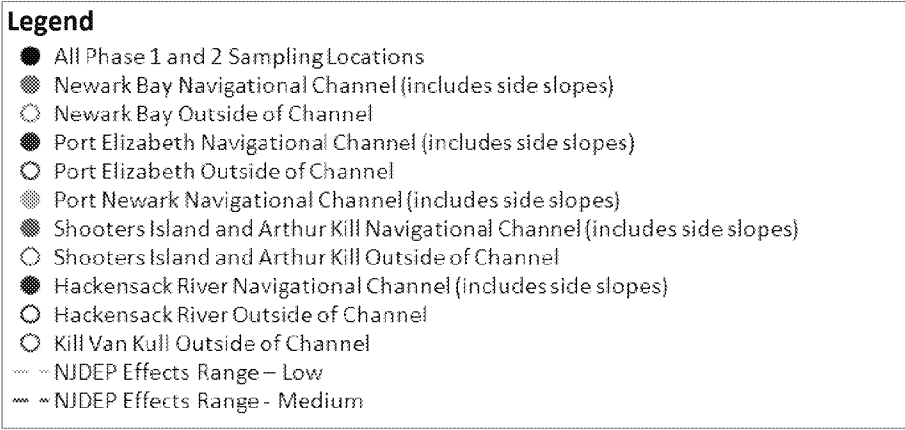 Legend
All Phase 1 and 2 Sampling Locations
Newark Bay Navigational Channel (includes side slopes)
Newark Bay Outside of Channel
Port Elizabeth Navigational Channel (includes side slopes)
Port Elizabeth Outside of Channel
Port Newark Navigational Channel (includes side slopes)
Shooters Island and Arthur Kill Navigational Channel (includes side slopes)
Shooters Island and Arthur Kill Outside of Channel
Hackensack River Navigational Channel (includes side slopes)
Hackensack River Outside of Channel
Kill Van Kull Outside of Channel
NJDEP Effects Range – Low
NJDEP Effects Range - Medium